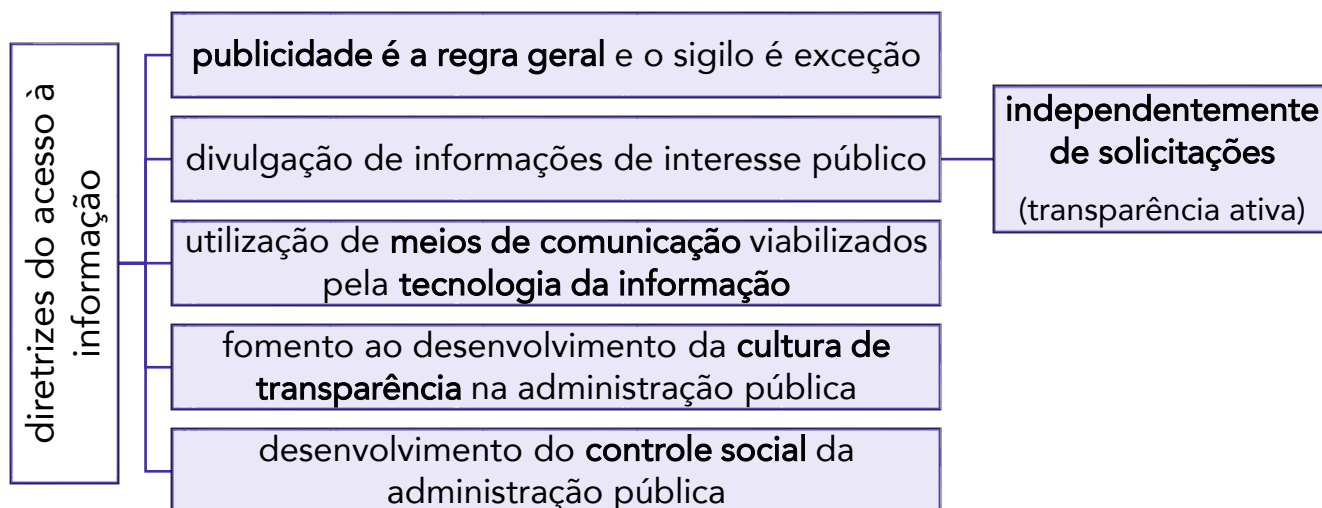 diretrizes do acesso à
informação
publicidade é a regra geral e o sigilo é exceção
divulgação de informações de interesse público
independentemente
de solicitações
(transparência ativa)
utilização de meios de comunicação viabilizados
pela tecnologia da informação
fomento ao desenvolvimento da cultura de
transparência na administração pública
desenvolvimento do controle social da
administração pública